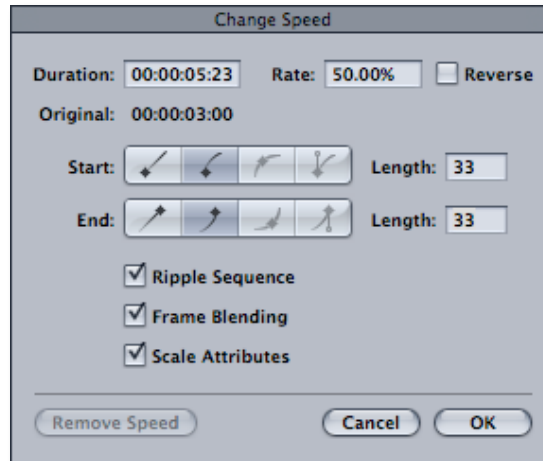 Change Speed
Duration: 00:00:05:23 Rate: 50.00% Reverse
Original: 00:00:03:00
Start: Length: 33
End: Length: 33
Ripple Sequence
Frame Blending
Scale Attributes
Remove Speed Cancel OK